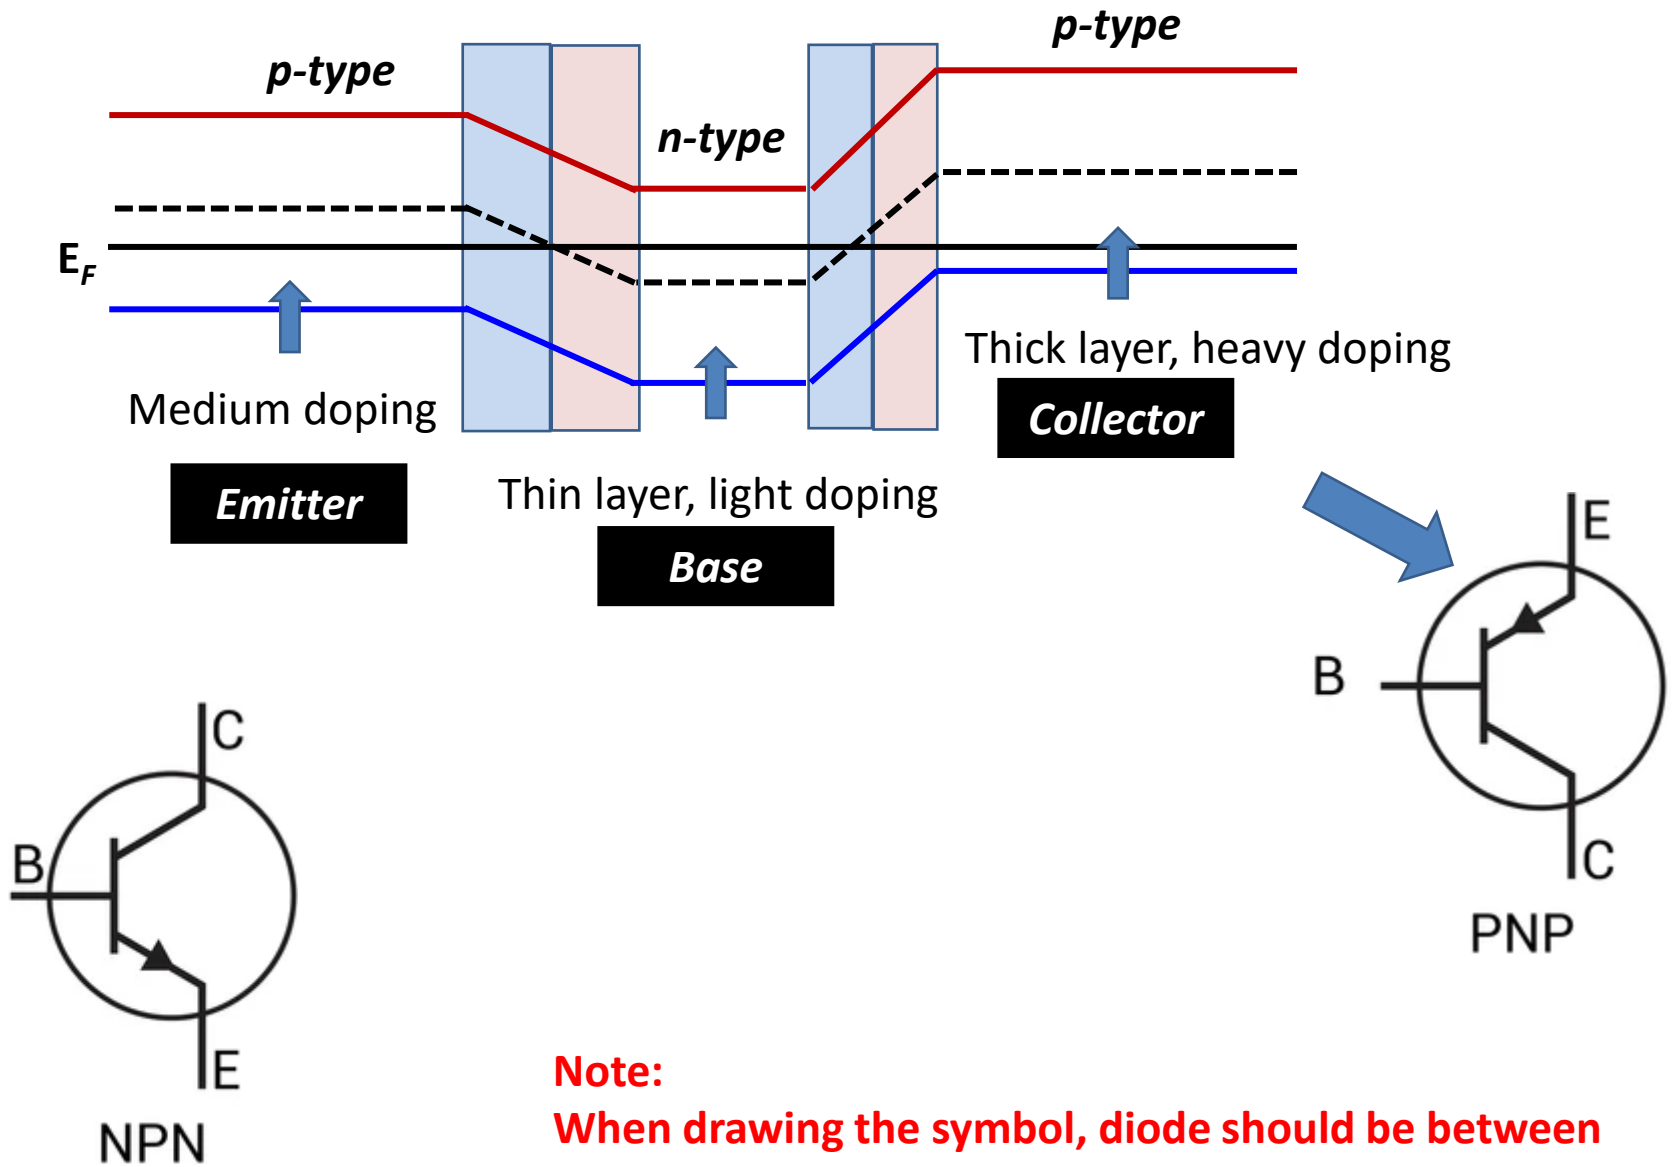 p-type
p-type
n-type
E_F
Medium doping
Emitter
Thin layer, light doping
Base
Thick layer, heavy doping
Collector
E
B
C
PNP
C
B
E
NPN
Note:
When drawing the symbol, diode should be between